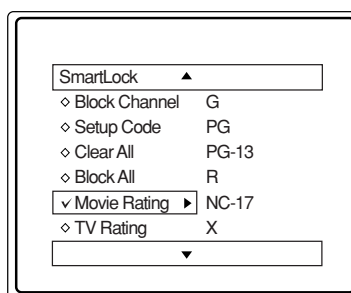 SmartLock
Block Channel G
Setup Code PG
Clear All PG-13
Block All R
Movie Rating NC-17
TV Rating X